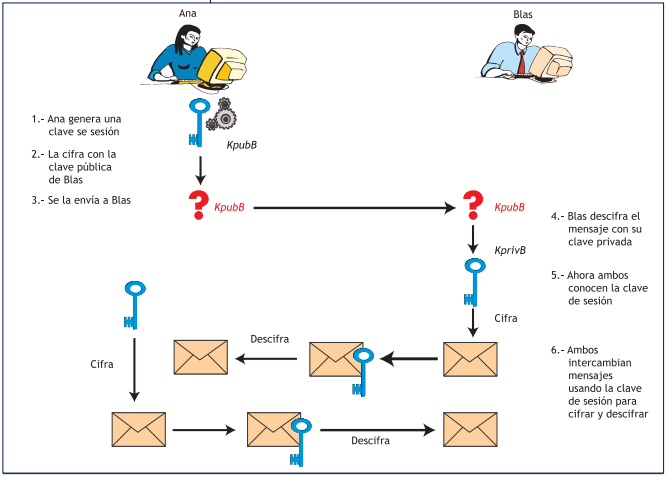 Ana
Blas
1.- Ana genera una
clave se sesión
2.- La cifra con la
clave pública
de Blas
3.- Se la envía a Blas
KpubB
KpubB
KpubB
4.- Blas descifra el
mensaje con su
clave privada
KprivB
5.- Ahora ambos
conocen la clave
de sesión
Cifra
6.- Ambos
intercambian
mensajes
usando la clave
de sesión para
cifrar y descifrar
Descifra
Cifra
Descifra